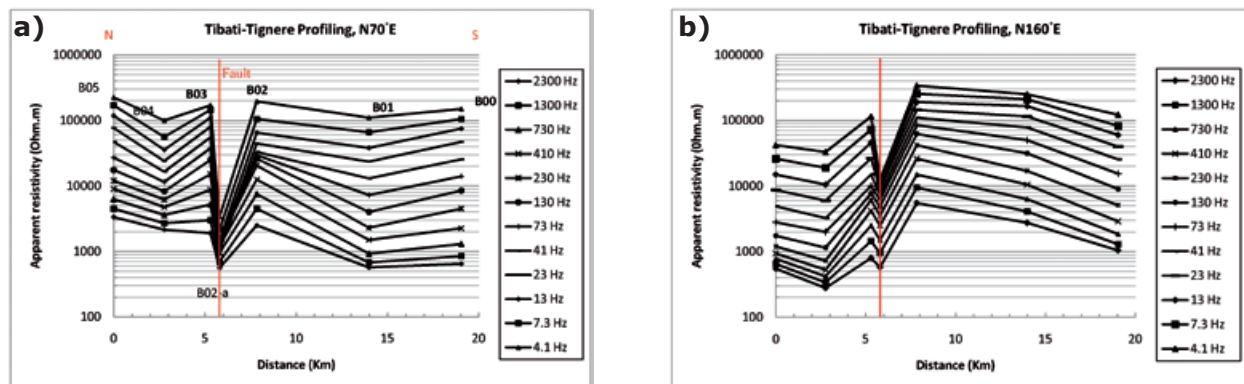 a)
Tibati-Tignere Profiling, N70°E
N
S
Apparent resistivity (Ohm.m)
1000000
100000
10000
1000
100
B05
B04
B03
Fault
B02
B01
B00
B02-a
0
5
10
15
20
Distance (Km)
2300 Hz
1300 Hz
730 Hz
410 Hz
230 Hz
130 Hz
73 Hz
41 Hz
23 Hz
13 Hz
7.3 Hz
4.1 Hz
b)
Tibati-Tignere Profiling, N160°E
Apparent resistivity (Ohm.m)
1000000
100000
10000
1000
100
0
5
10
15
20
Distance (Km)
2300 Hz
1300 Hz
730 Hz
410 Hz
230 Hz
130 Hz
73 Hz
41 Hz
23 Hz
13 Hz
7.3 Hz
4.1 Hz